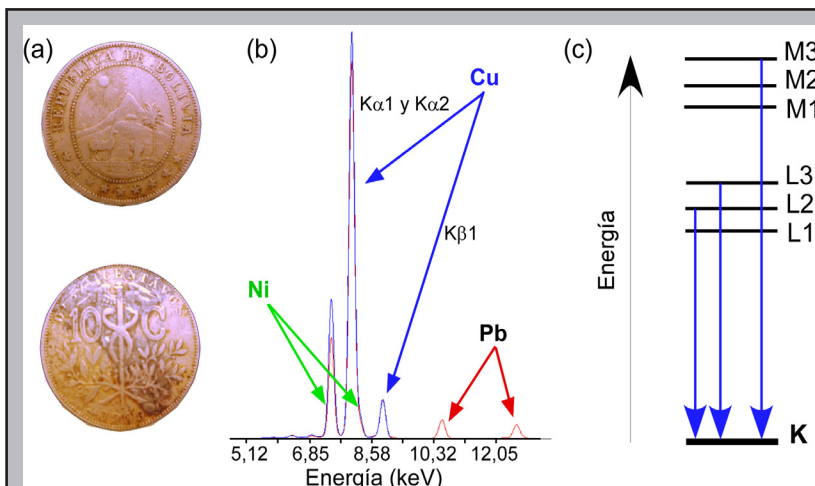 (a)
REPUBLICA DE BOLIVIA
10 C
(b)
Kα1 y Kα2
Cu
Kβ1
Ni
Pb
5,12 6,85 8,58 10,32 12,05
Energía (keV)
(c)
Energía
M3
M2
M1
L3
L2
L1
K